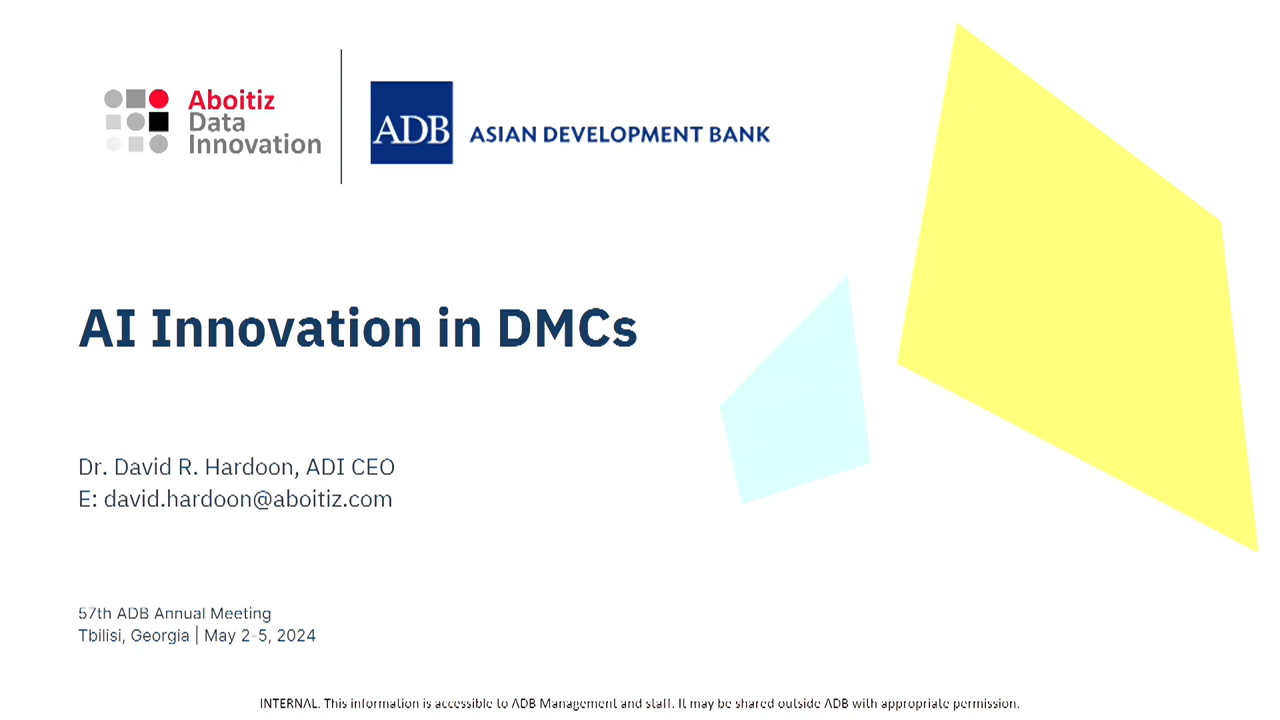 Aboitiz
Data
Innovation
ADB
ASIAN DEVELOPMENT BANK
AI Innovation in DMCs
Dr. David R. Hardoon, ADI CEO
E: david.hardoon@aboitiz.com
57th ADB Annual Meeting
Tbilisi, Georgia | May 2-5, 2024
INTERNAL. This information is accessible to ADB Management and staff. It may be shared outside ADB with appropriate permission.